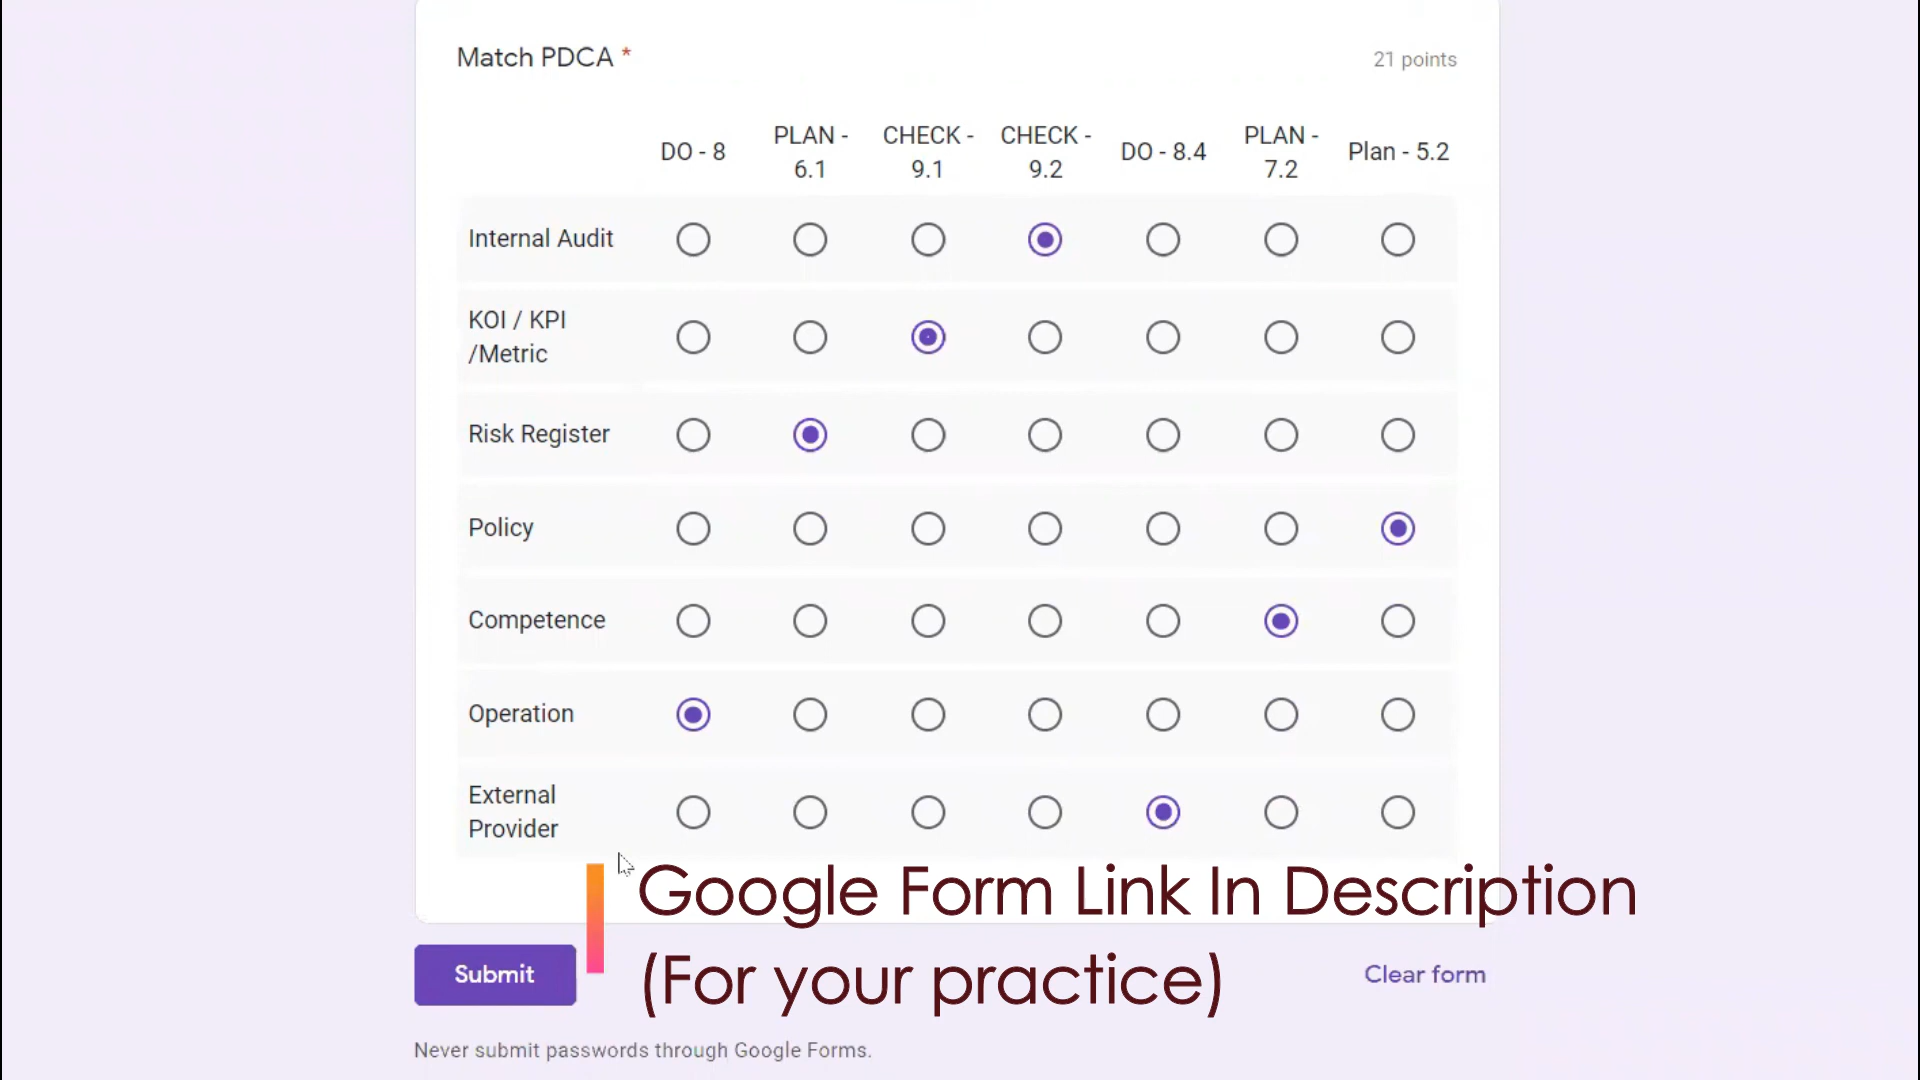 Match PDCA *
21 points
DO - 8
PLAN -
6.1
CHECK -
9.1
CHECK -
9.2
DO - 8.4
PLAN -
7.2
Plan - 5.2
Internal Audit
KOI / KPI
/Metric
Risk Register
Policy
Competence
Operation
External
Provider
Google Form Link In Description
(For your practice)
Submit
Clear form
Never submit passwords through Google Forms.